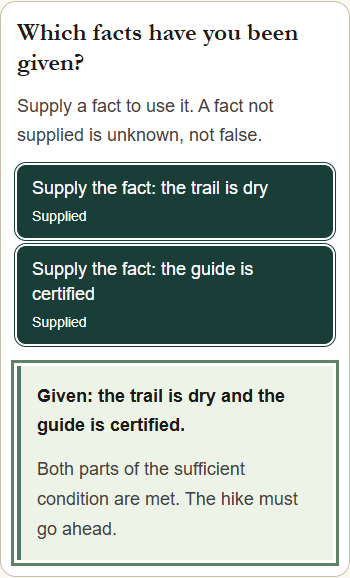 Which facts have you been
given?
Supply a fact to use it. A fact not
supplied is unknown, not false.
Supply the fact: the trail is dry
Supplied
Supply the fact: the guide is
certified
Supplied
Given: the trail is dry and the
guide is certified.
Both parts of the sufficient
condition are met. The hike must
go ahead.